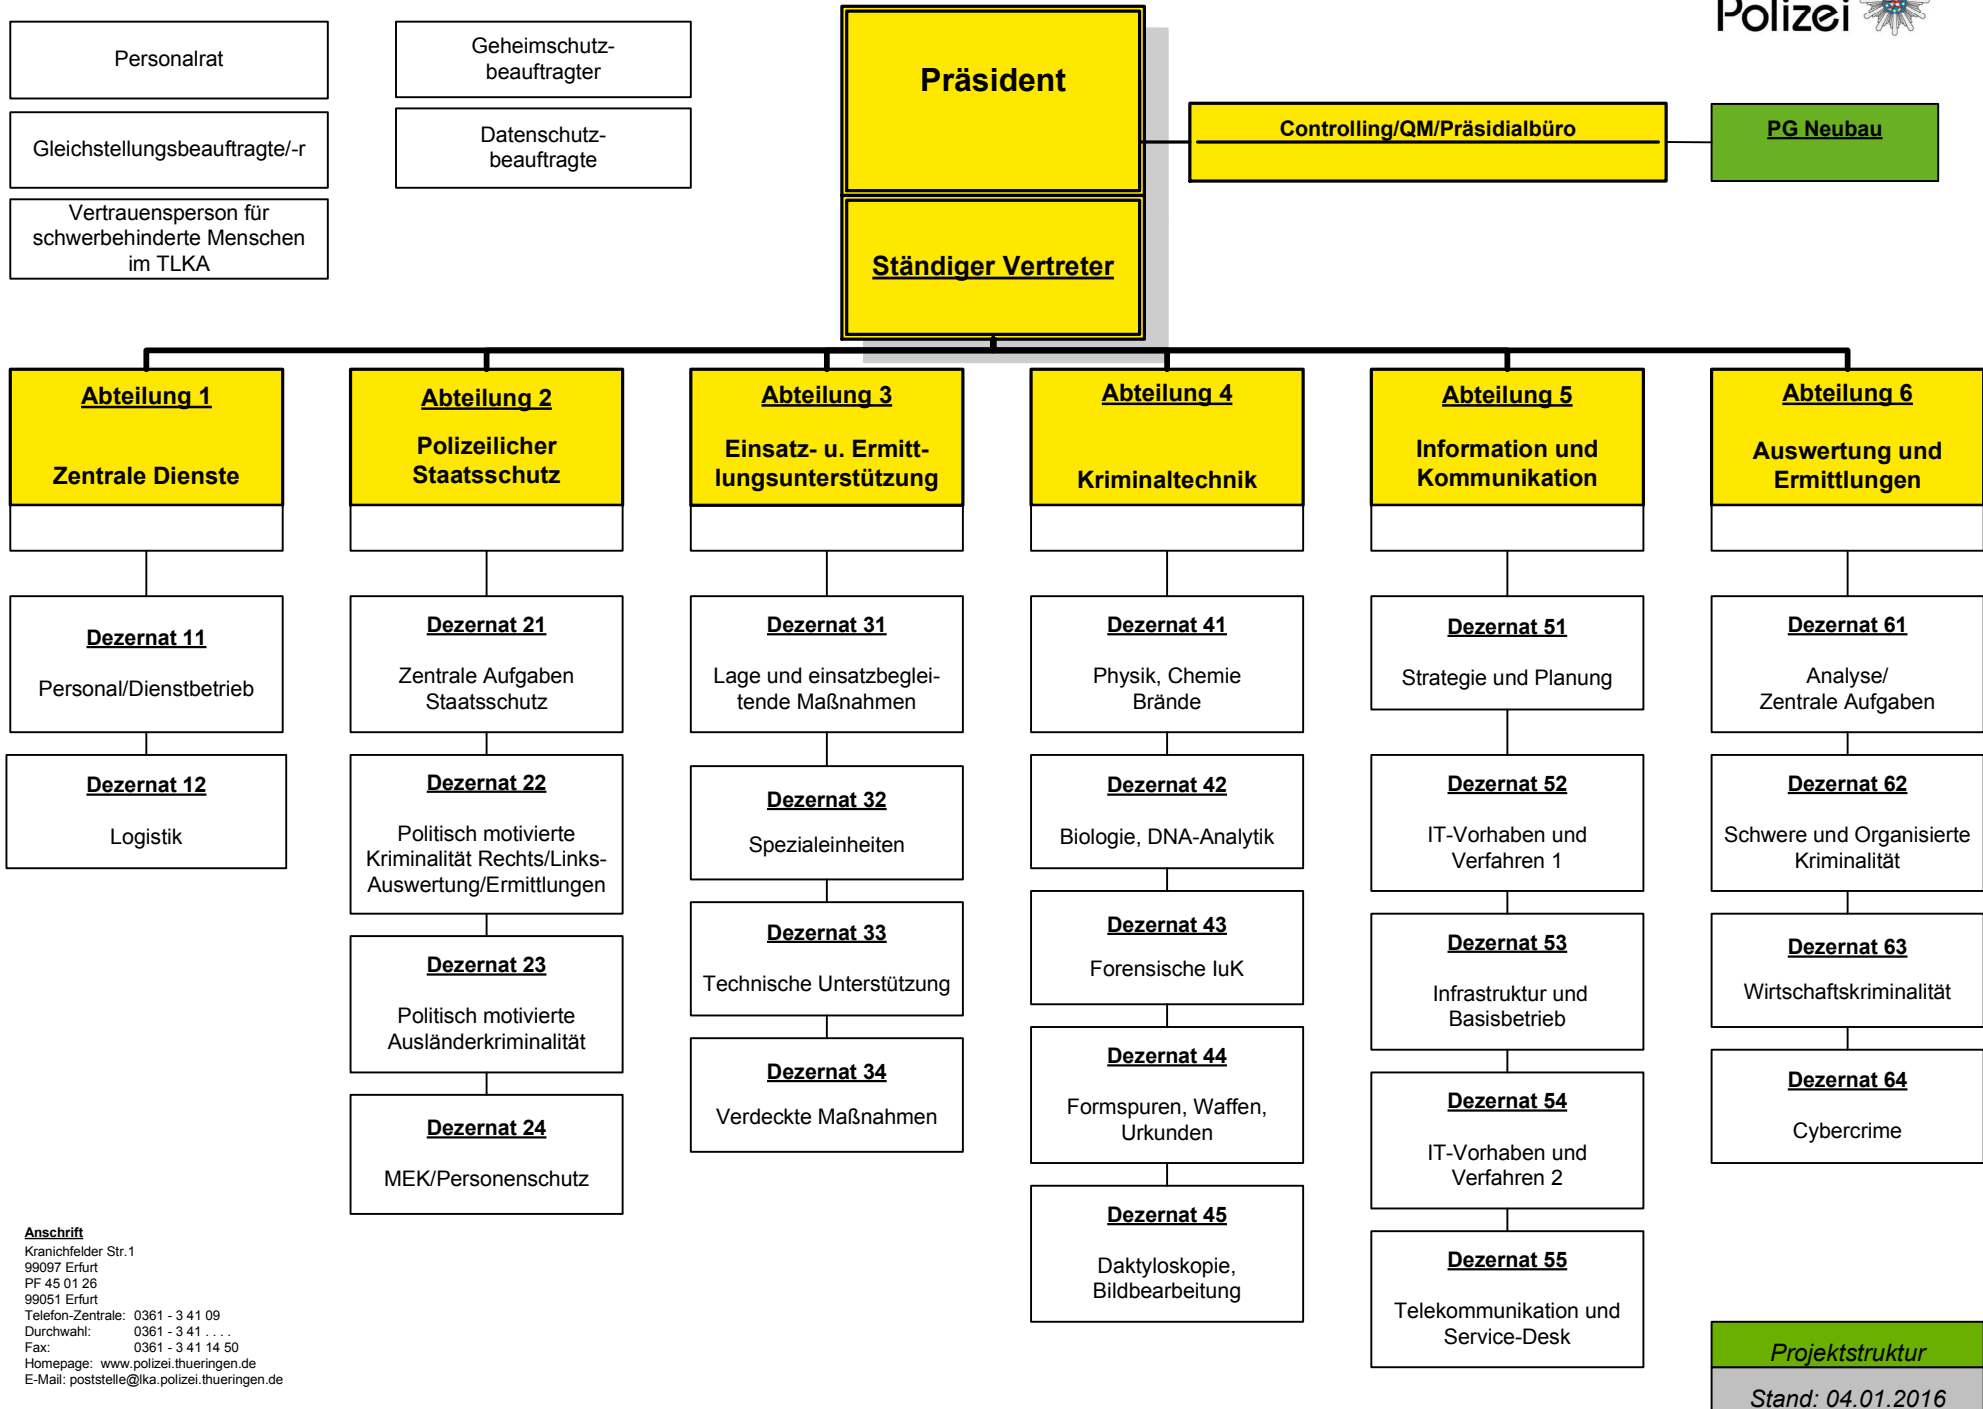 Polizei
Personalrat
Geheimschutz-
beauftragter
Gleichstellungsbeauftragte/-r
Datenschutz-
beauftragte
Vertrauensperson für
schwerbehinderte Menschen
im TLKA
Präsident
Ständiger Vertreter
Controlling/QM/Präsidialbüro
PG Neubau
Abteilung 1
Zentrale Dienste
Dezernat 11
Personal/Dienstbetrieb
Dezernat 12
Logistik
Abteilung 2
Polizeilicher
Staatsschutz
Dezernat 21
Zentrale Aufgaben
Staatsschutz
Dezernat 22
Politisch motivierte
Kriminalität Rechts/Links-
Auswertung/Ermittlungen
Dezernat 23
Politisch motivierte
Ausländerkriminalität
Dezernat 24
MEK/Personenschutz
Abteilung 3
Einsatz- u. Ermitt-
lungsunterstützung
Dezernat 31
Lage und einsatzbeglei-
tende Maßnahmen
Dezernat 32
Spezialeinheiten
Dezernat 33
Technische Unterstützung
Dezernat 34
Verdeckte Maßnahmen
Abteilung 4
Kriminaltechnik
Dezernat 41
Physik, Chemie
Brände
Dezernat 42
Biologie, DNA-Analytik
Dezernat 43
Forensische IuK
Dezernat 44
Formspuren, Waffen,
Urkunden
Dezernat 45
Daktyloskopie,
Bildbearbeitung
Abteilung 5
Information und
Kommunikation
Dezernat 51
Strategie und Planung
Dezernat 52
IT-Vorhaben und
Verfahren 1
Dezernat 53
Infrastruktur und
Basisbetrieb
Dezernat 54
IT-Vorhaben und
Verfahren 2
Dezernat 55
Telekommunikation und
Service-Desk
Abteilung 6
Auswertung und
Ermittlungen
Dezernat 61
Analyse/
Zentrale Aufgaben
Dezernat 62
Schwere und Organisierte
Kriminalität
Dezernat 63
Wirtschaftskriminalität
Dezernat 64
Cybercrime
Anschrift
Kranichfelder Str.1
99097 Erfurt
PF 45 01 26
99051 Erfurt
Telefon-Zentrale: 0361 - 3 41 09
Durchwahl: 0361 - 3 41 . . . .
Fax: 0361 - 3 41 14 50
Homepage: www.polizei.thueringen.de
E-Mail: poststelle@lka.polizei.thueringen.de
Projektstruktur
Stand: 04.01.2016